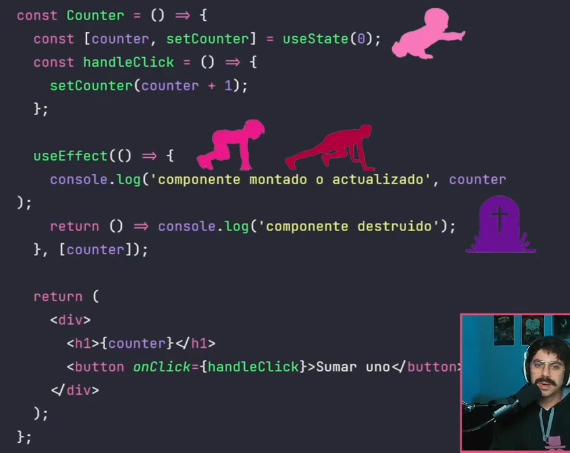 const Counter = () => {
const [counter, setCounter] = useState(0);
const handleClick = () => {
setCounter(counter + 1);
};
useEffect(() => {
console.log('componente montado o actualizado', counter
);
return () => console.log('componente destruido');
}, [counter]);
return (
<div>
<h1>{counter}</h1>
<button onClick={handleClick}>Sumar uno</button>
</div>
);
};